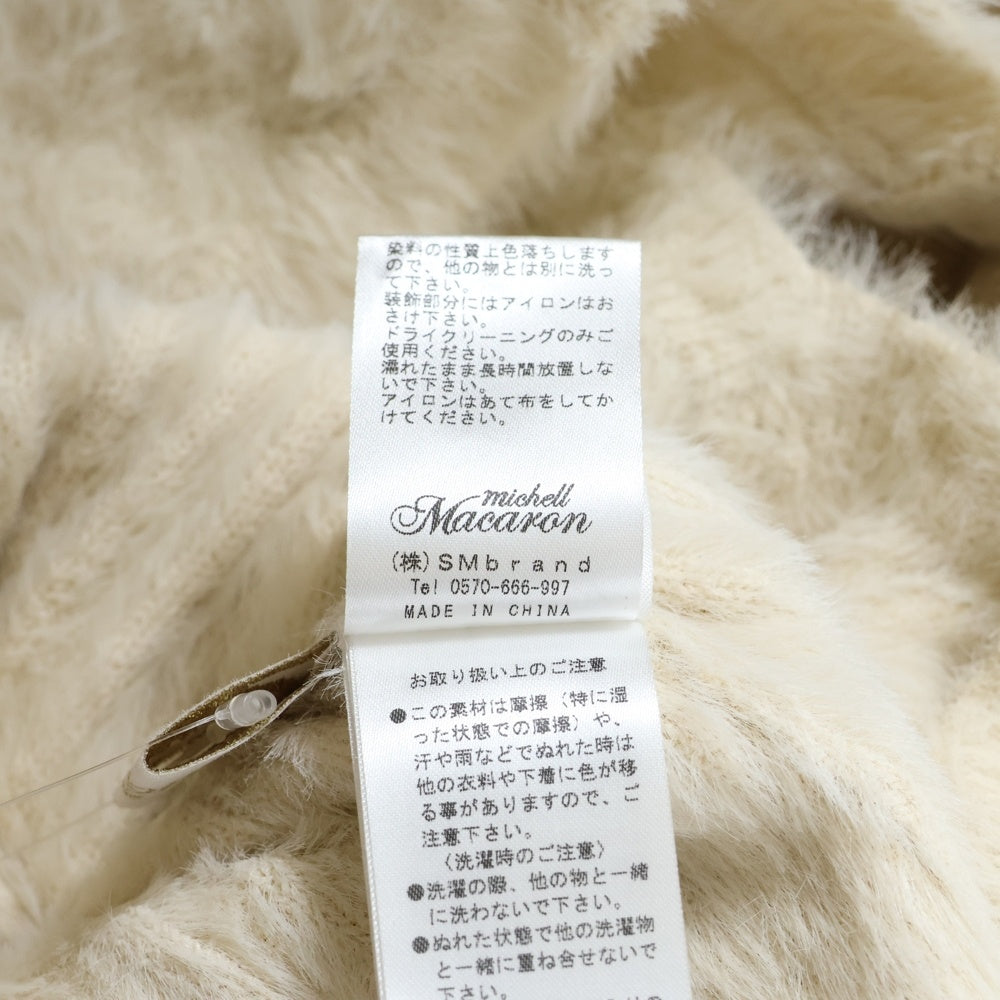 染料の性質上色落ちします
ので、他の物とは別に洗っ
て下さい。
装飾部分にはアイロンはお
さけ下さい。
ドライクリーニングのみご
使用ください。
濡れたまま長時間放置しな
いで下さい。
アイロンはあて布をしてか
けてください。
michell
Macaron
(株)SMbrand
Tel 0570-666-997
MADE IN CHINA
お取り扱い上のご注意
●この素材は摩擦（特に湿
った状態での摩擦）や、
汗や雨などでぬれた時は
他の衣料や下着に色が移
る事がありますので、ご
注意下さい。
〈洗濯時のご注意〉
●洗濯の際、他の物と一緒
に洗わないで下さい。
●ぬれた状態で他の洗濯物
と一緒に重ね合せないで
下さい。